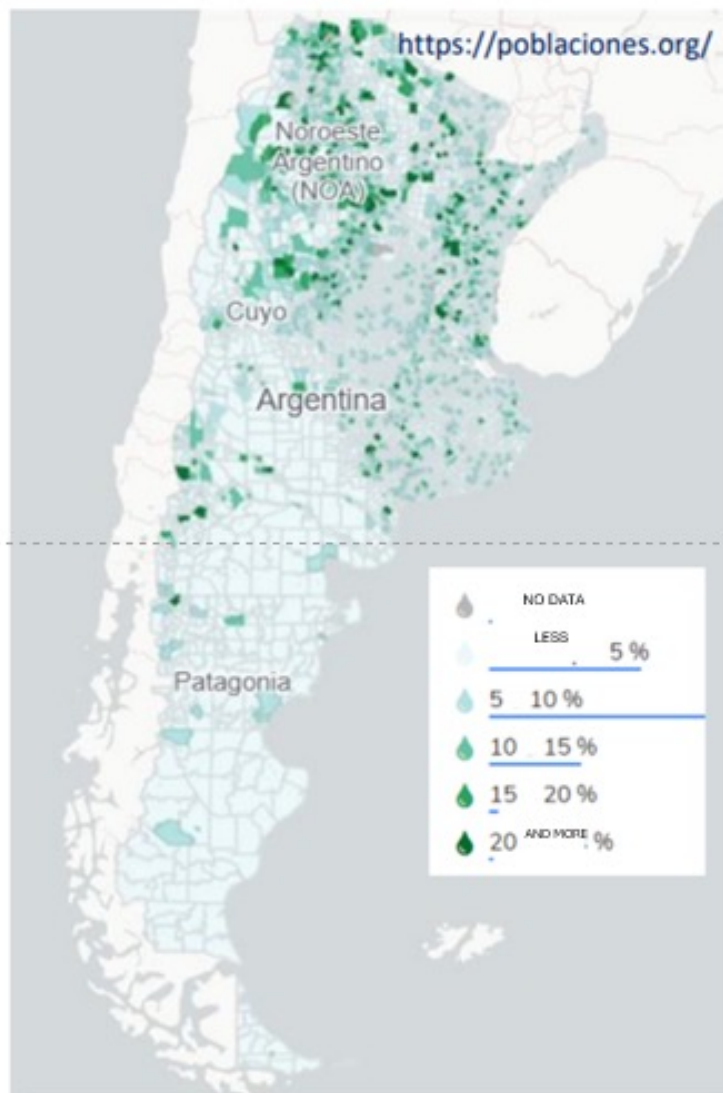 https://poblaciones.org/
Noroeste
Argentino
(NOA)
Cuyo
Argentina
Patagonia
NO DATA
LESS
5 %
5 10 %
10 15 %
15 20 %
20 AND MORE %